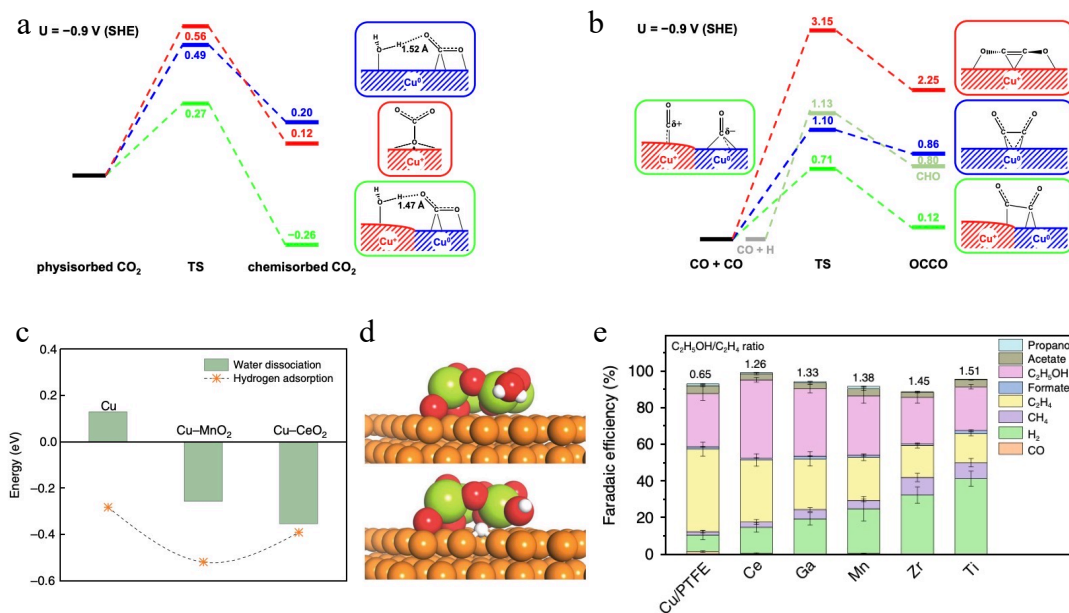 a
U = −0.9 V (SHE)
0.56
0.49
0.27
0.20
0.12
−0.26
physisorbed CO₂
TS
chemisorbed CO₂
H
H
H
O
O
1.52 Å
Cu⁰
O
O
O
Cu⁺
H
H
O
O
1.47 Å
Cu⁺
Cu⁰
b
U = −0.9 V (SHE)
3.15
2.25
1.13
1.10
0.86
0.80
CHO
0.71
0.12
CO + H
CO + CO
TS
OCCO
O
C δ+
O
C δ−
Cu⁺
Cu⁰
O
O
Cu⁺
O
O
Cu⁰
O
O
Cu⁺
Cu⁰
c
Energy (eV)
0.4
0.2
0.0
−0.2
−0.4
−0.6
Water dissociation
Hydrogen adsorption
Cu
Cu–MnO₂
Cu–CeO₂
d
e
Faradaic efficiency (%)
100
80
60
40
20
0
C₂H₅OH/C₂H₄ ratio
0.65
1.26
1.33
1.38
1.45
1.51
Cu/PTFE
Ce
Ga
Mn
Zr
Ti
Propano
Acetate
C₂H₅OH
Formate
C₂H₄
CH₄
H₂
CO